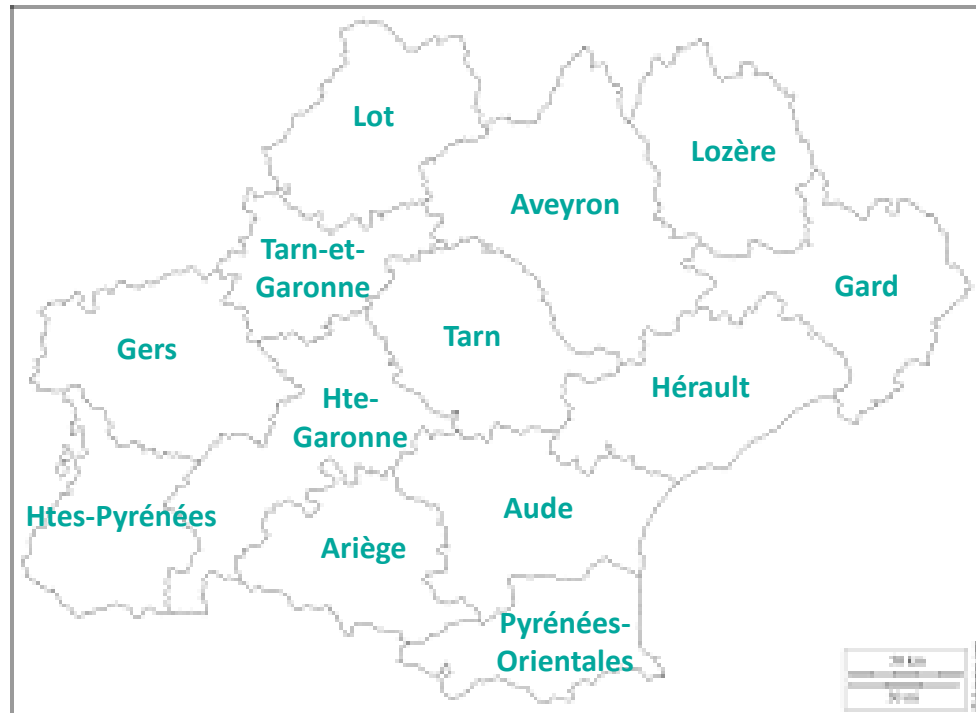 Lot
Lozère
Aveyron
Tarn-et-
Garonne
Gard
Gers
Tarn
Hérault
Hte-
Garonne
Htes-Pyrénées
Aude
Ariège
Pyrénées-
Orientales